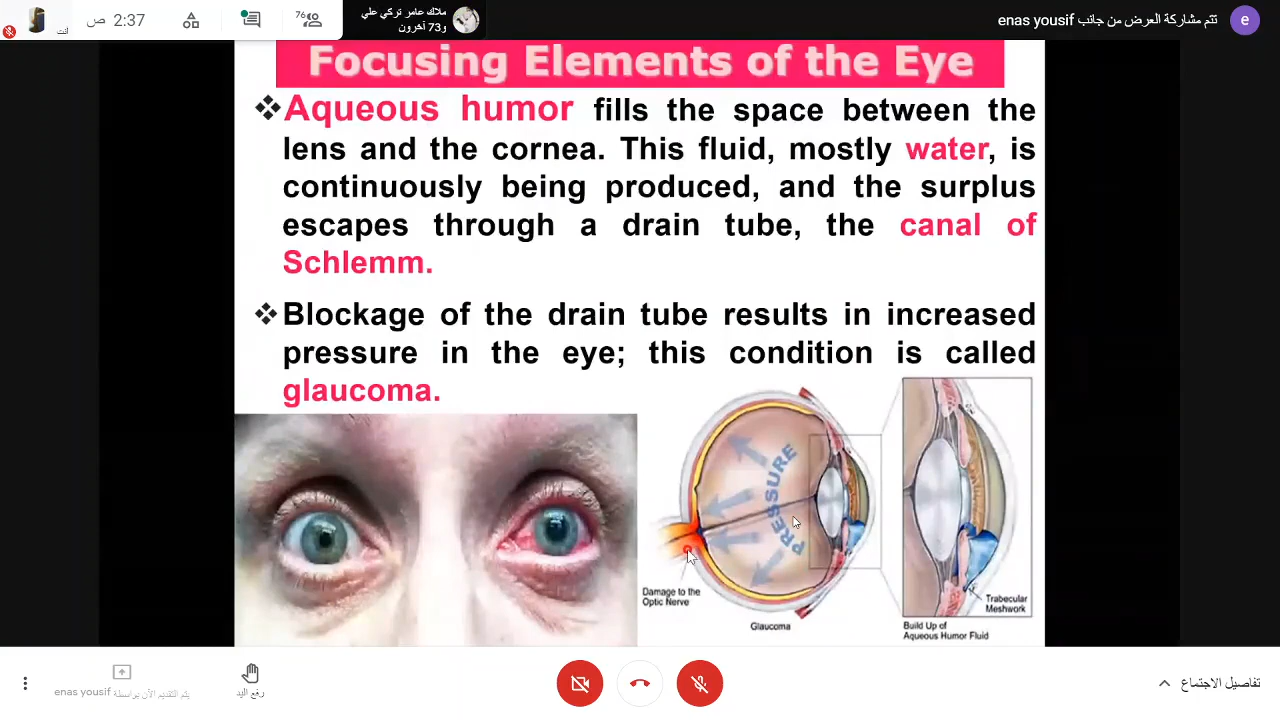 ملاك عامر تركي علي
و73 آخرون
76
2:37 ص
أنت
تتم مشاركة العرض من جانب enas yousif
e
Focusing Elements of the Eye
❖Aqueous humor fills the space between the
lens and the cornea. This fluid, mostly water, is
continuously being produced, and the surplus
escapes through a drain tube, the canal of
Schlemm.
❖Blockage of the drain tube results in increased
pressure in the eye; this condition is called
glaucoma.
PRESSURE
Damage to the
Optic Nerve
Glaucoma
Trabecular
Meshwork
Build Up of
Aqueous Humor Fluid
تفاصيل الاجتماع
رفع اليد
يتم التقديم الآن بواسطة enas yousif